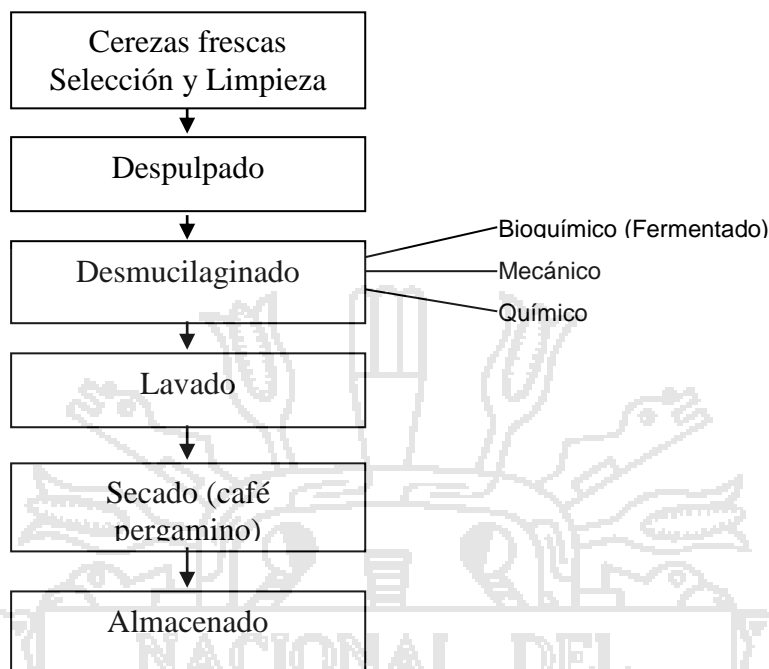 Cerezas frescas
Selección y Limpieza
Despulpado
Desmucilaginado
Bioquímico (Fermentado)
Mecánico
Químico
Lavado
Secado (café
pergamino)
Almacenado
NACIONAL DEL